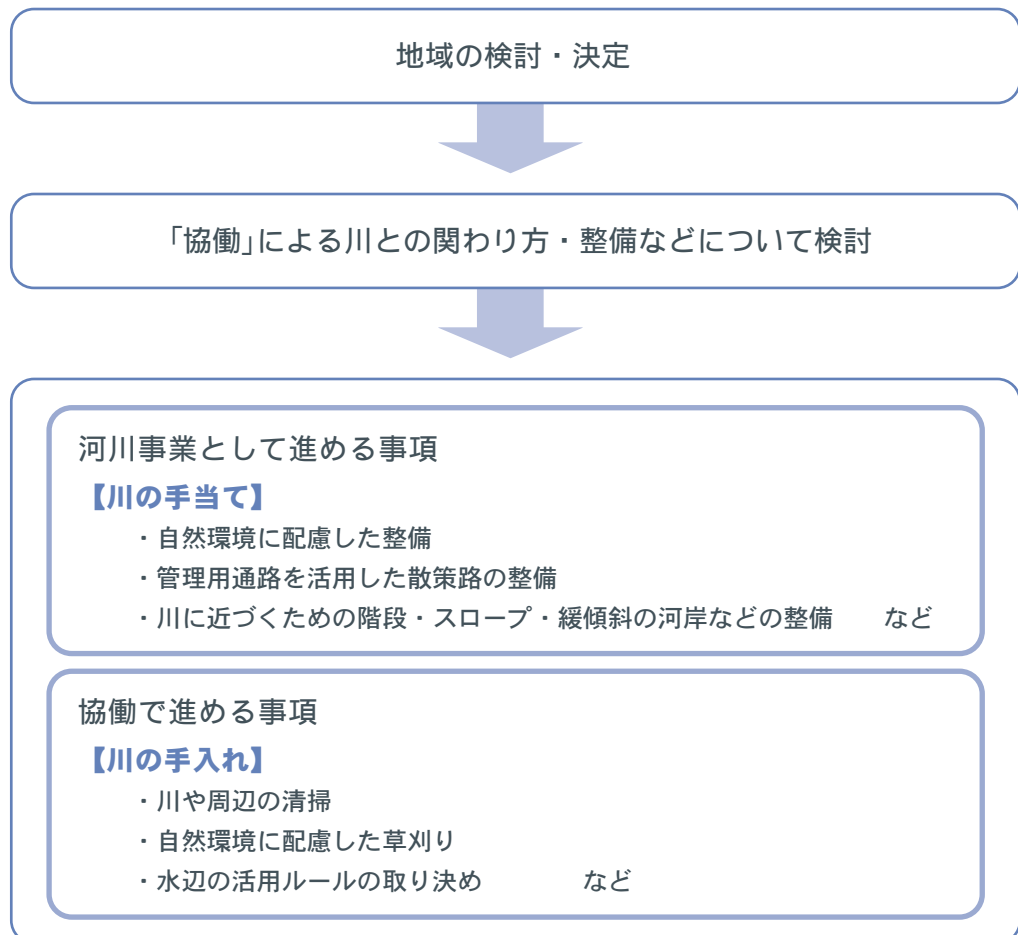 地域の検討・決定
「協働」による川との関わり方・整備などについて検討
河川事業として進める事項
【川の手当て】
・自然環境に配慮した整備
・管理用通路を活用した散策路の整備
・川に近づくための階段・スロープ・緩傾斜の河岸などの整備　　など
協働で進める事項
【川の手入れ】
・川や周辺の清掃
・自然環境に配慮した草刈り
・水辺の活用ルールの取り決め　　　　など